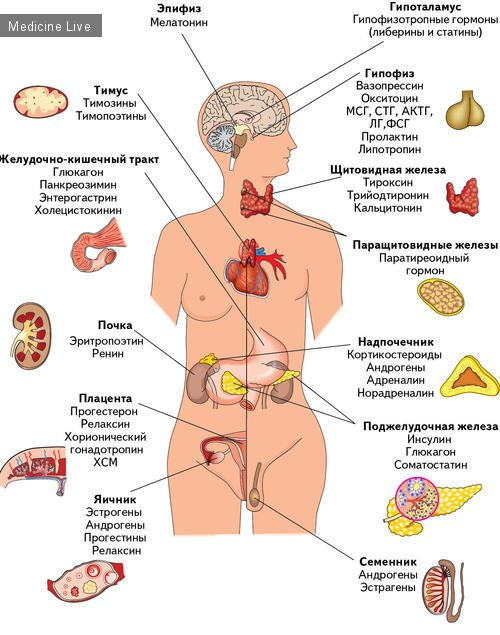 Medicine Live
Эпифиз
Мелатонин
Гипоталамус
Гипофизотропные гормоны
(либерины и статины)
Гипофиз
Вазопрессин
Окситоцин
МСГ, СТГ, АКТГ,
ЛГ,ФСГ
Пролактин
Липотропин
Тимус
Тимозины
Тимопоэтины
Желудочно-кишечный тракт
Глюкагон
Панкреозимин
Энтерогастрин
Холецистокинин
Щитовидная железа
Тироксин
Трийодтиронин
Кальцитонин
Паращитовидные железы
Паратиреоидный
гормон
Почка
Эритропоэтин
Ренин
Надпочечник
Кортикостероиды
Андрогены
Адреналин
Норадреналин
Плацента
Прогестерон
Релаксин
Хорионический
гонадотропин
ХСМ
Поджелудочная железа
Инсулин
Глюкагон
Соматостатин
Яичник
Эстрогены
Андрогены
Прогестины
Релаксин
Семенник
Андрогены
Эстрагены